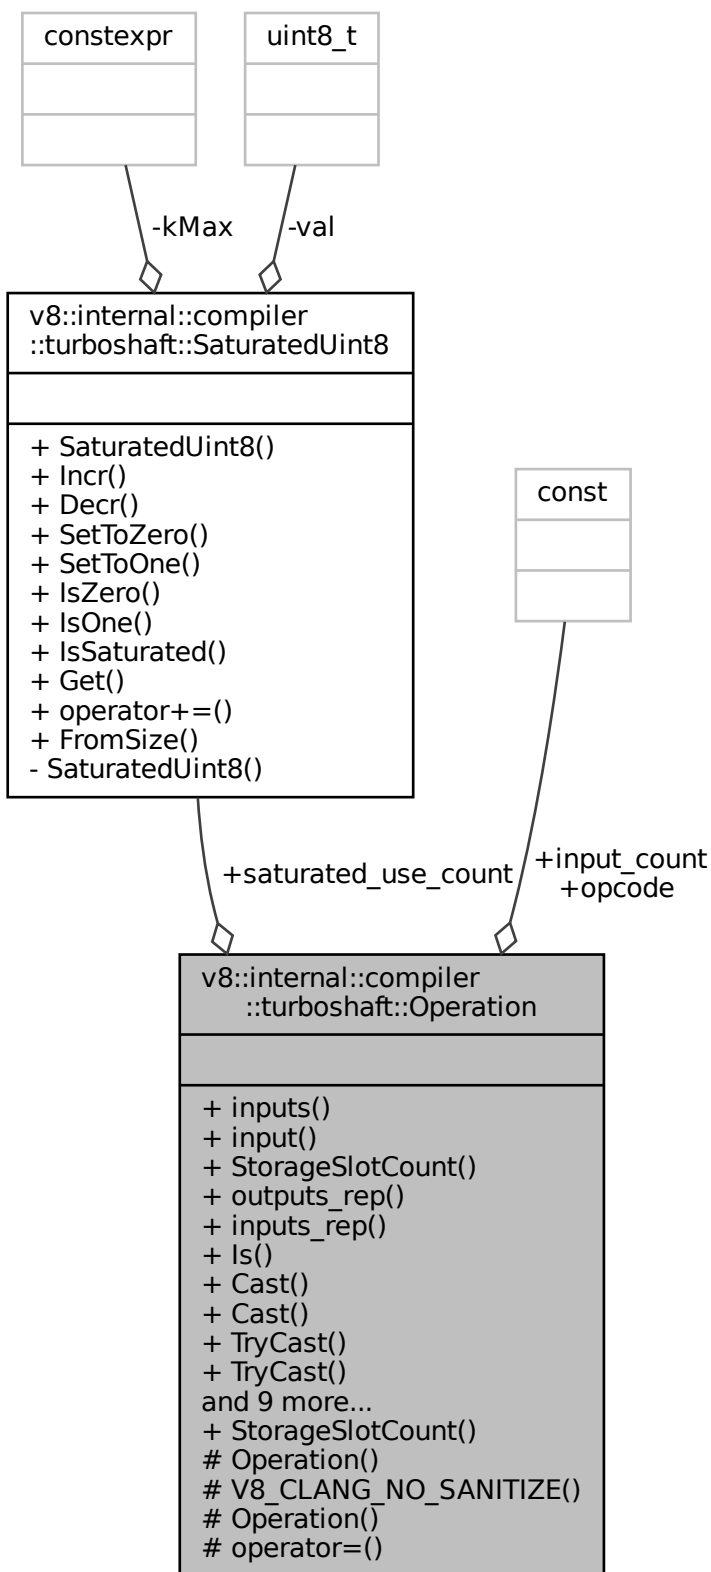 constexpr
uint8_t
-kMax
-val
v8::internal::compiler
::turboshaft::SaturatedUint8
+ SaturatedUint8()
+ Incr()
+ Decr()
+ SetToZero()
+ SetToOne()
+ IsZero()
+ IsOne()
+ IsSaturated()
+ Get()
+ operator+=()
+ FromSize()
- SaturatedUint8()
const
+saturated_use_count
+input_count
+opcode
v8::internal::compiler
::turboshaft::Operation
+ inputs()
+ input()
+ StorageSlotCount()
+ outputs_rep()
+ inputs_rep()
+ Is()
+ Cast()
+ Cast()
+ TryCast()
+ TryCast()
and 9 more...
+ StorageSlotCount()
# Operation()
# V8_CLANG_NO_SANITIZE()
# Operation()
# operator=()